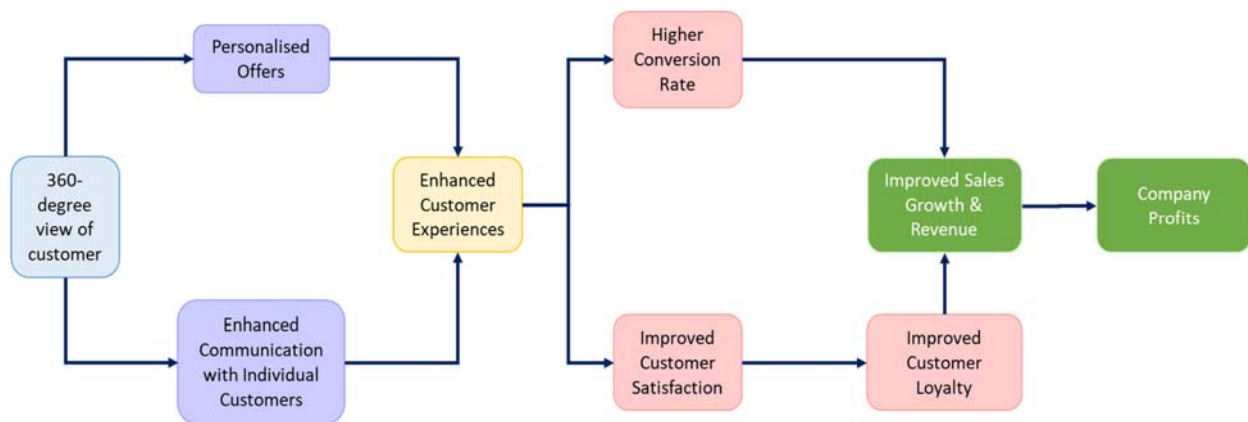 Personalised
Offers
Higher
Conversion
Rate
360-
degree
view of
customer
Enhanced
Customer
Experiences
Improved Sales
Growth &
Revenue
Company
Profits
Enhanced
Communication
with Individual
Customers
Improved
Customer
Satisfaction
Improved
Customer
Loyalty